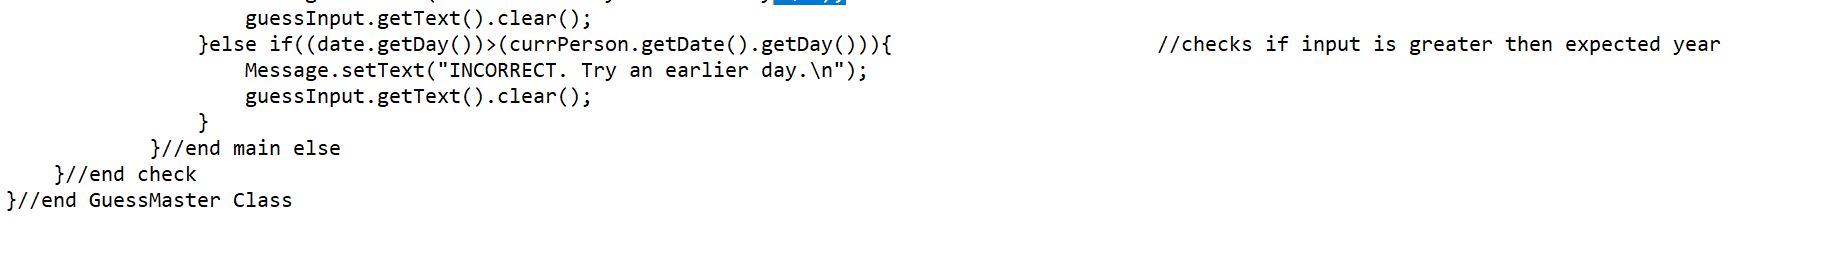 guessInput.getText().clear();
}else if((date.getDay())>(currPerson.getDate().getDay())){ //checks if input is greater then expected year
Message.setText("INCORRECT. Try an earlier day.\n");
guessInput.getText().clear();
}
}//end main else
}//end check
}//end GuessMaster Class